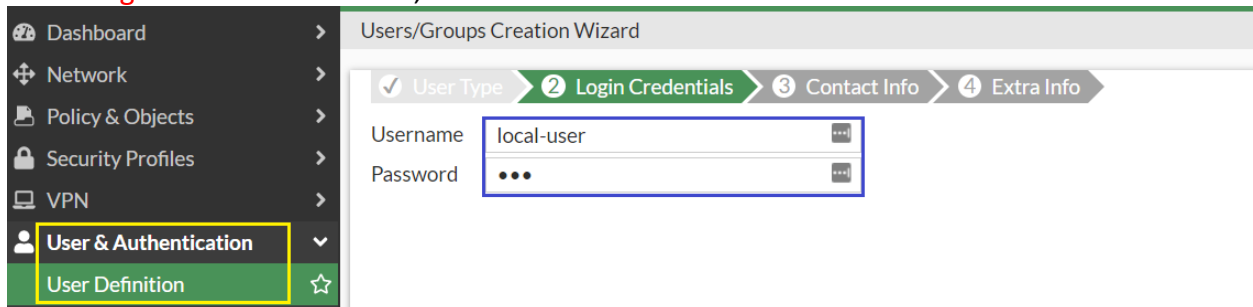 Dashboard
Network
Policy & Objects
Security Profiles
VPN
User & Authentication
User Definition
Users/Groups Creation Wizard
User Type 2 Login Credentials 3 Contact Info 4 Extra Info
Username local-user
Password •••